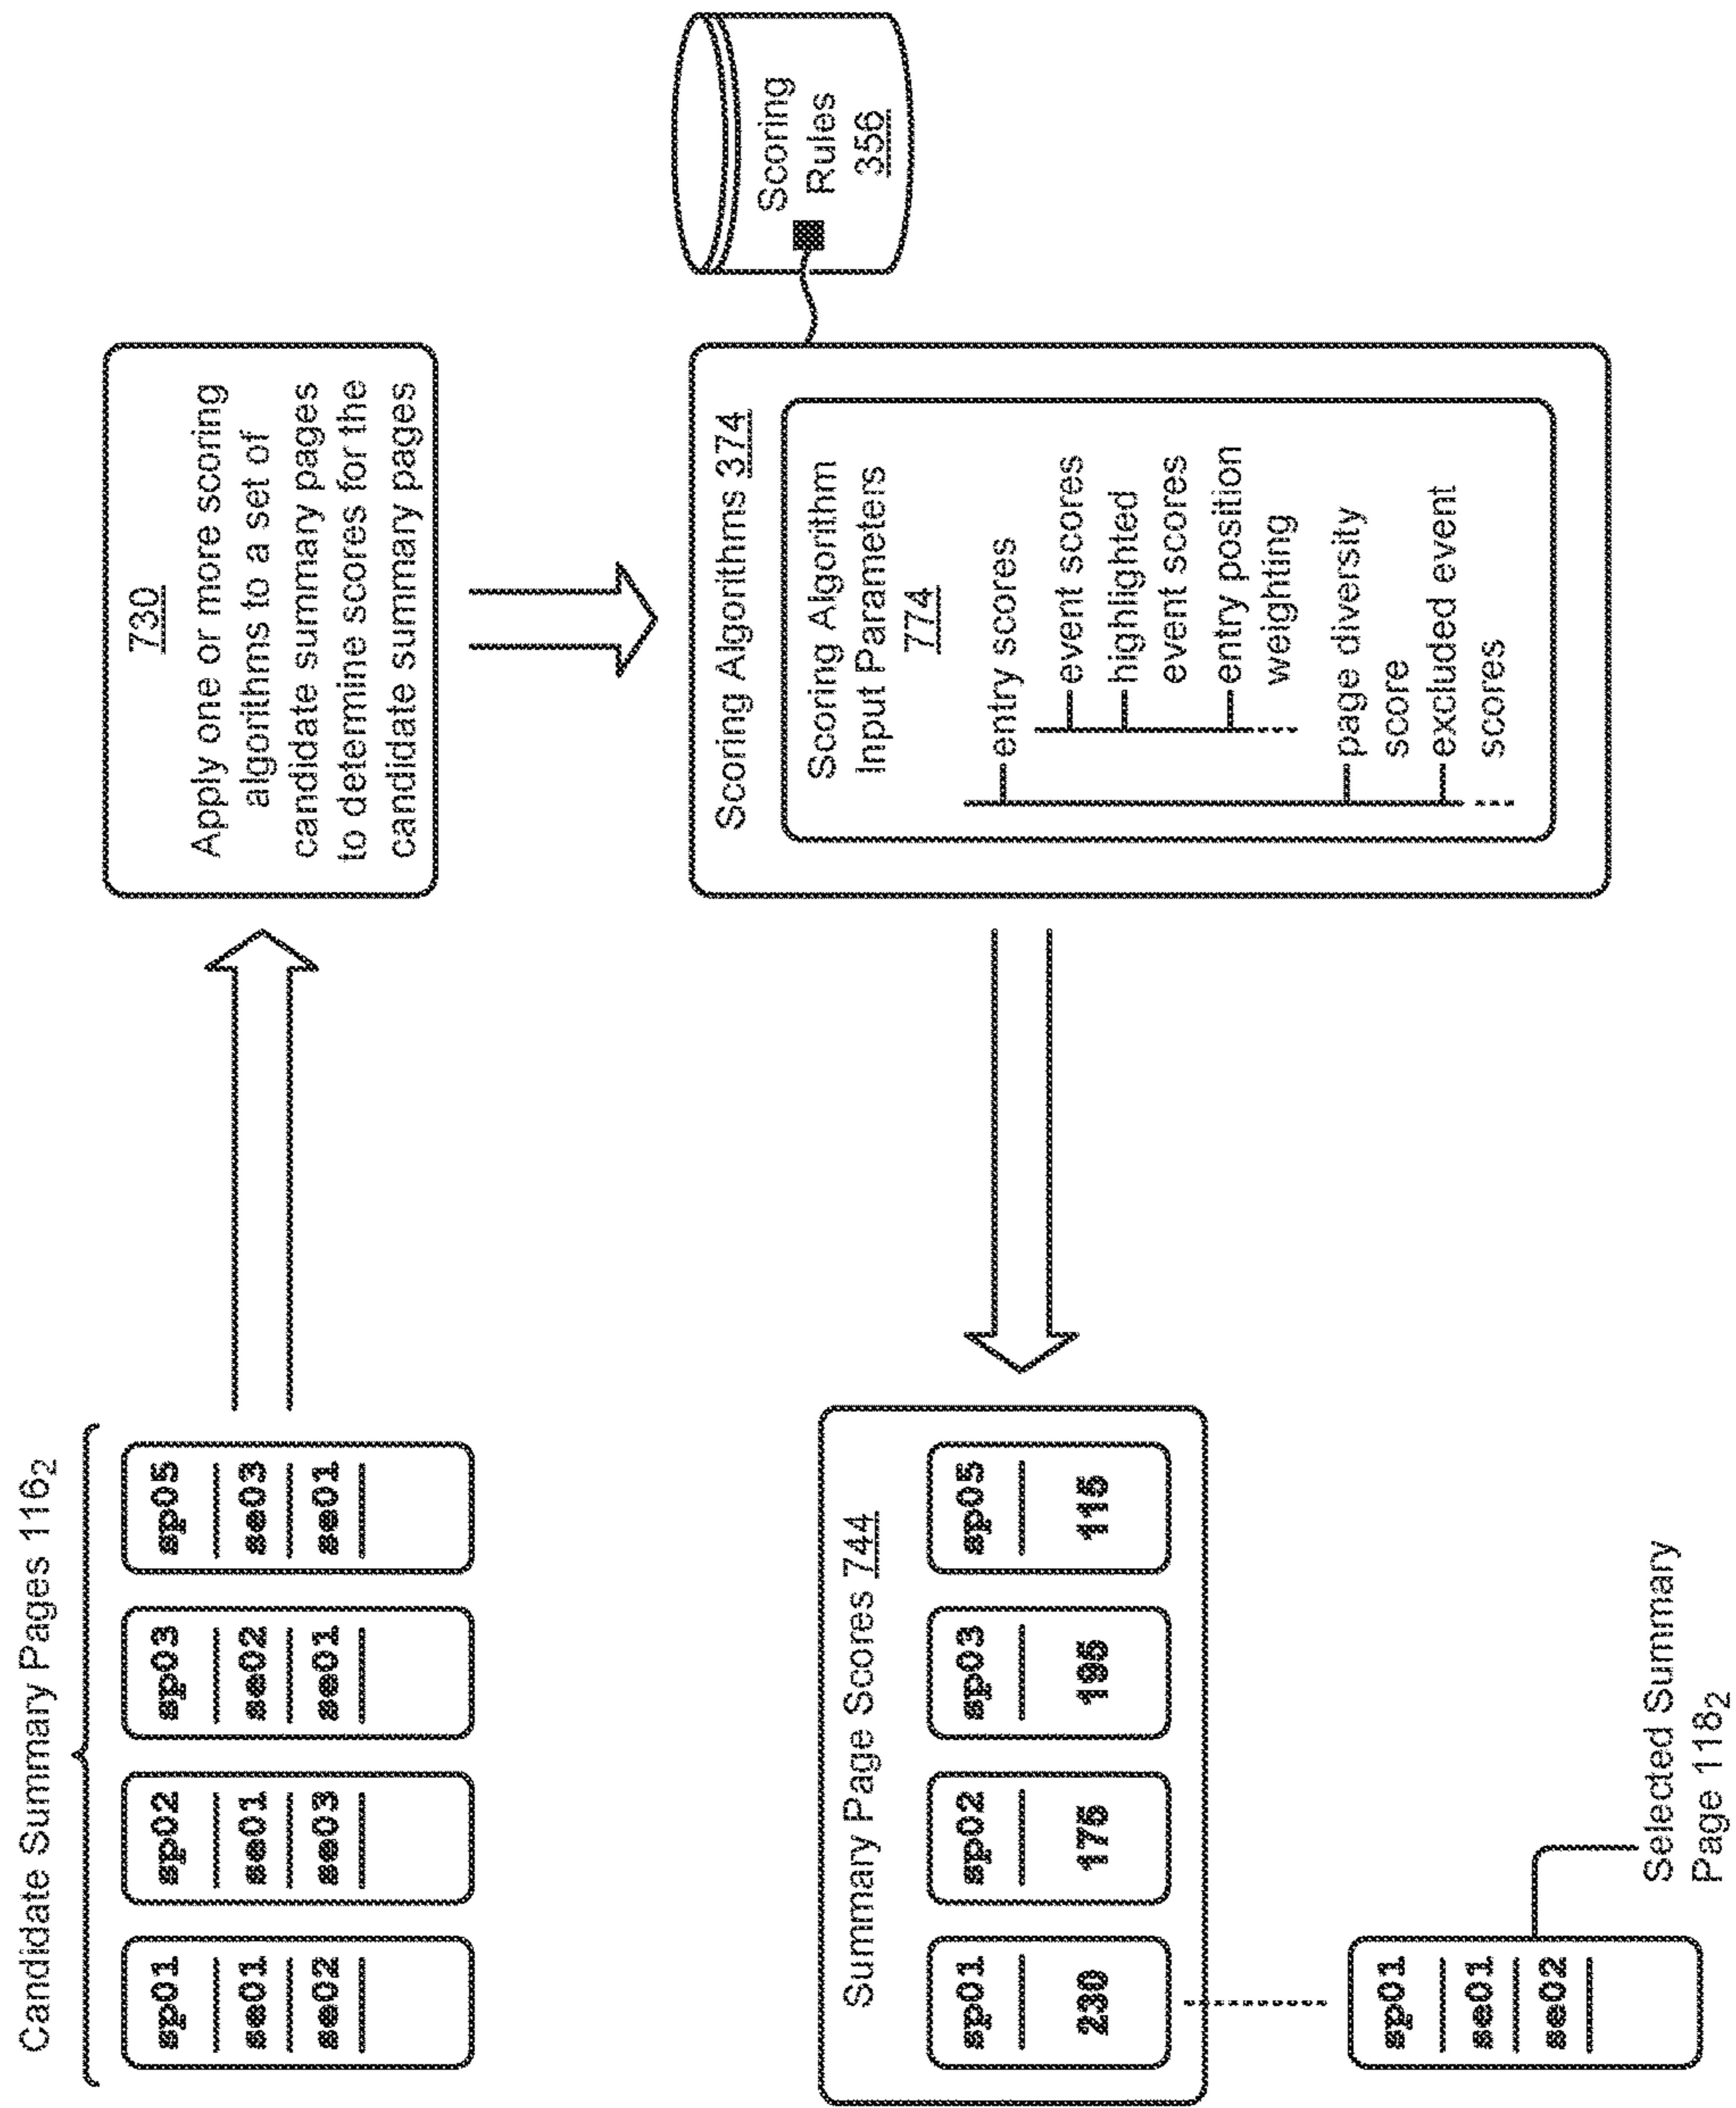 Candidate Summary Pages 116₂
sp01
se01
se02
sp02
se01
se03
sp03
se02
se01
sp05
se03
se01
730
Apply one or more scoring
algorithms to a set of
candidate summary pages
to determine scores for the
candidate summary pages
Scoring Algorithms 374
Scoring Algorithm
Input Parameters
774
entry scores
event scores
highlighted
event scores
entry position
weighting
page diversity
score
excluded event
scores
Scoring
Rules
356
Summary Page Scores 744
sp01
230
sp02
175
sp03
195
sp05
115
sp01
se01
se02
Selected Summary
Page 118₂